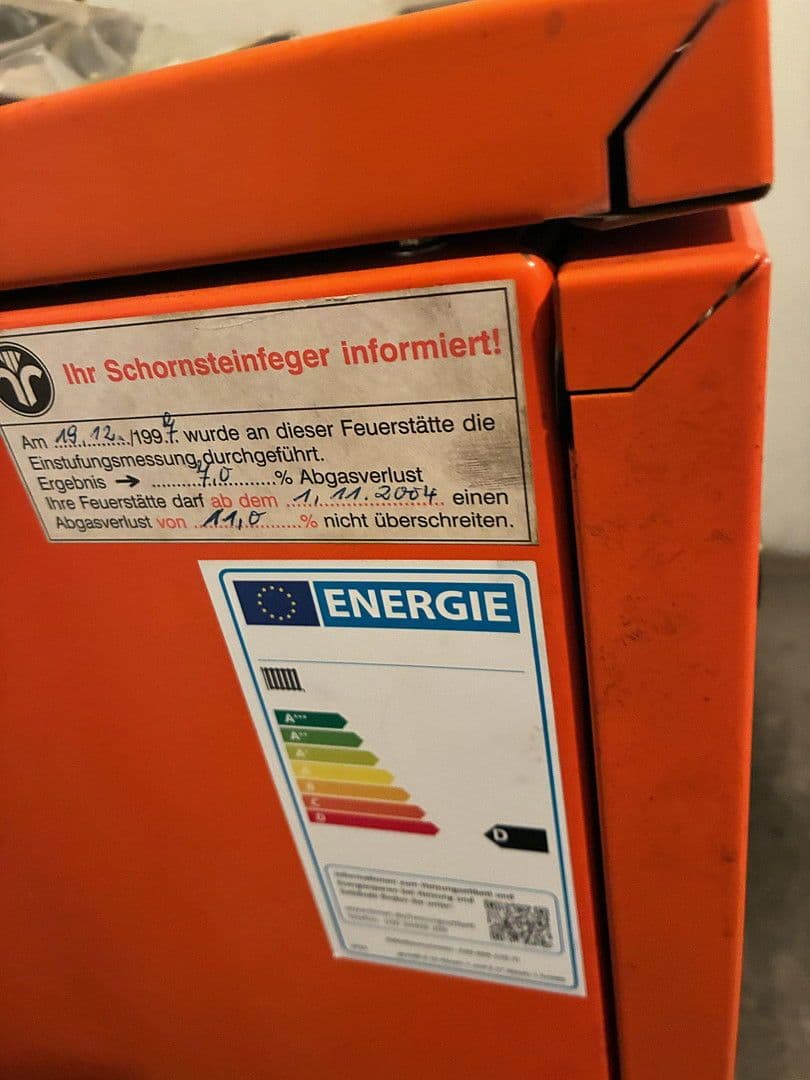 Ihr Schornsteinfeger informiert!
Am 19.12. /1997. wurde an dieser Feuerstätte die
Einstufungsmessung durchgeführt.
Ergebnis → 7,0 % Abgasverlust
Ihre Feuerstätte darf ab dem 1.11.2004 einen
Abgasverlust von 11,0 % nicht überschreiten.
ENERGIE
A+++
A++
A+
A
B
C
D
D